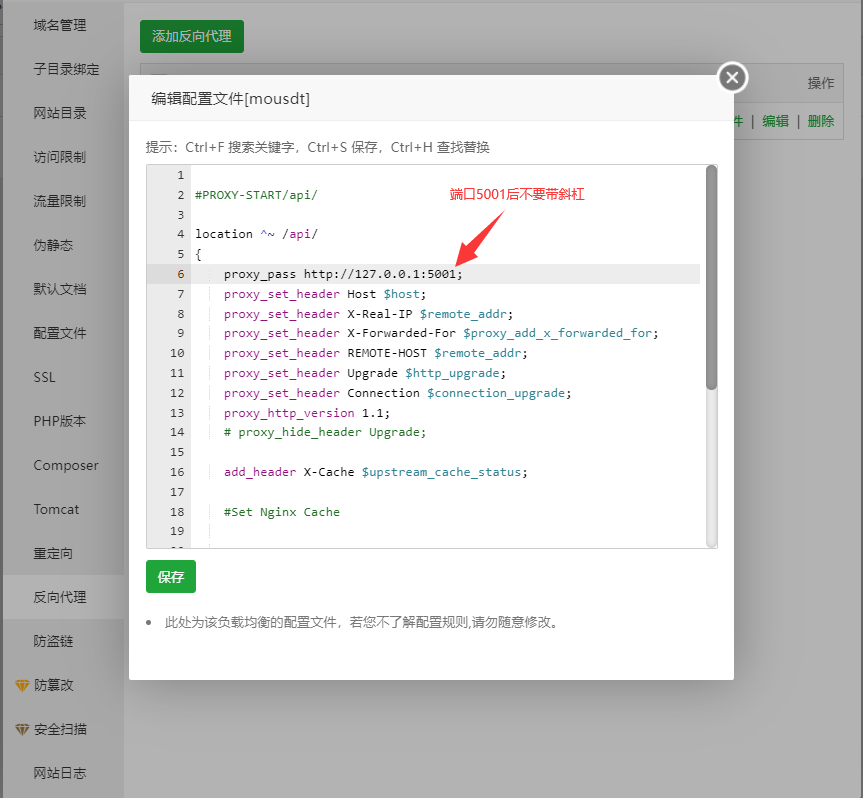 域名管理
子目录绑定
网站目录
访问限制
流量限制
伪静态
默认文档
配置文件
SSL
PHP版本
Composer
Tomcat
重定向
反向代理
防盗链
防篡改
安全扫描
网站日志
添加反向代理
操作
件 | 编辑 | 删除
编辑配置文件[mousdt]
提示：Ctrl+F 搜索关键字，Ctrl+S 保存，Ctrl+H 查找替换
端口5001后不要带斜杠
1
2 #PROXY-START/api/
3
4 location ^~ /api/
5 {
6 proxy_pass http://127.0.0.1:5001;
7 proxy_set_header Host $host;
8 proxy_set_header X-Real-IP $remote_addr;
9 proxy_set_header X-Forwarded-For $proxy_add_x_forwarded_for;
10 proxy_set_header REMOTE-HOST $remote_addr;
11 proxy_set_header Upgrade $http_upgrade;
12 proxy_set_header Connection $connection_upgrade;
13 proxy_http_version 1.1;
14 # proxy_hide_header Upgrade;
15
16 add_header X-Cache $upstream_cache_status;
17
18 #Set Nginx Cache
19
保存
此处为该负载均衡的配置文件，若您不了解配置规则,请勿随意修改。